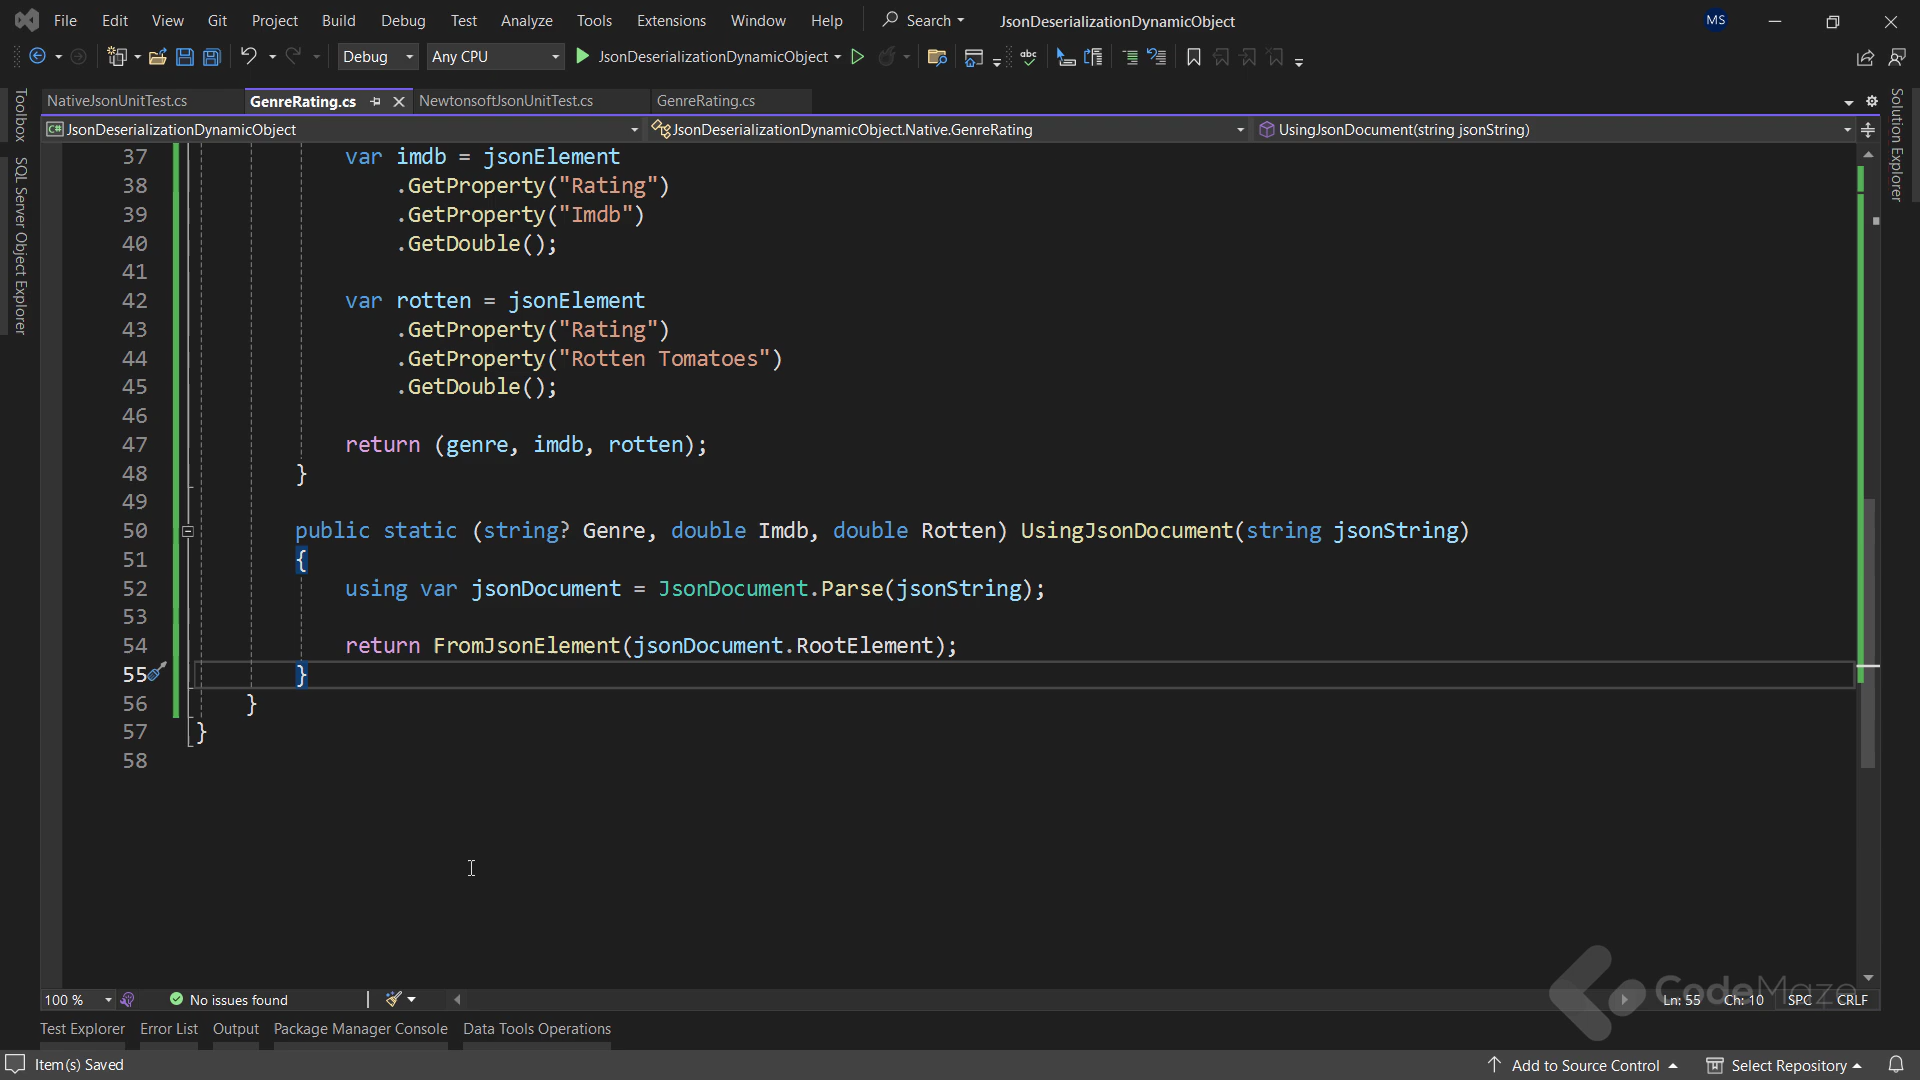 File Edit View Git Project Build Debug Test Analyze Tools Extensions Window Help Search JsonDeserializationDynamicObject MS
Debug Any CPU JsonDeserializationDynamicObject
NativeJsonUnitTest.cs GenreRating.cs NewtonsoftJsonUnitTest.cs GenreRating.cs
JsonDeserializationDynamicObject JsonDeserializationDynamicObject.Native.GenreRating UsingJsonDocument(string jsonString)
Toolbox
SQL Server Object Explorer
Solution Explorer
37 var imdb = jsonElement
38 .GetProperty("Rating")
39 .GetProperty("Imdb")
40 .GetDouble();
41
42 var rotten = jsonElement
43 .GetProperty("Rating")
44 .GetProperty("Rotten Tomatoes")
45 .GetDouble();
46
47 return (genre, imdb, rotten);
48 }
49
50 public static (string? Genre, double Imdb, double Rotten) UsingJsonDocument(string jsonString)
51 {
52 using var jsonDocument = JsonDocument.Parse(jsonString);
53
54 return FromJsonElement(jsonDocument.RootElement);
55 }
56 }
57 }
58
CodeMaze
100 % No issues found Ln: 55 Ch: 10 SPC CRLF
Test Explorer Error List Output Package Manager Console Data Tools Operations
Item(s) Saved Add to Source Control Select Repository